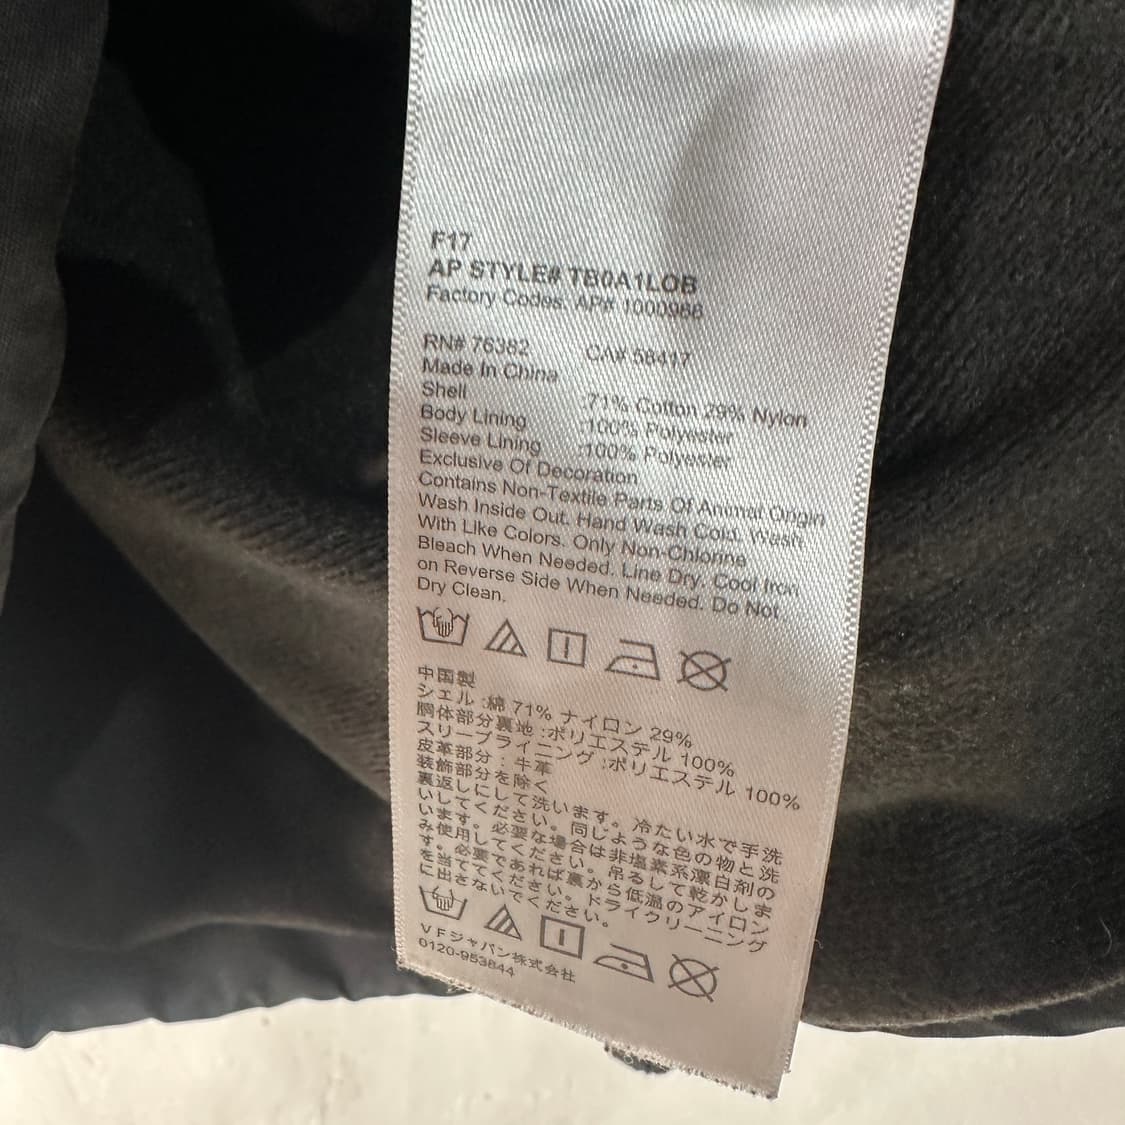 F17
AP STYLE# TB0A1LOB
Factory Codes: AP# 1000988
RN# 76382 CA# 58417
Made In China
Shell :71% Cotton 29% Nylon
Body Lining :100% Polyester
Sleeve Lining :100% Polyester
Exclusive Of Decoration
Contains Non-Textile Parts Of Animal Origin
Wash Inside Out. Hand Wash Cold. Wash
With Like Colors. Only Non-Chlorine
Bleach When Needed. Line Dry. Cool Iron
on Reverse Side When Needed. Do Not
Dry Clean.
中国製
シェル :綿 71% ナイロン 29%
胴体部分裏地 :ポリエステル 100%
スリーブライニング :ポリエステル 100%
皮革部分 : 牛革
装飾部分を除く
裏返しにして洗います。冷たい水で手洗
いしてください。同じような色の物と洗
います。必要な場合は非塩素系漂白剤の
み使用してください。吊るして乾かしま
す。必要であれば裏から低温のアイロン
を当ててください。ドライクリーニング
に出さないでください。
VFジャパン株式会社
0120-953844